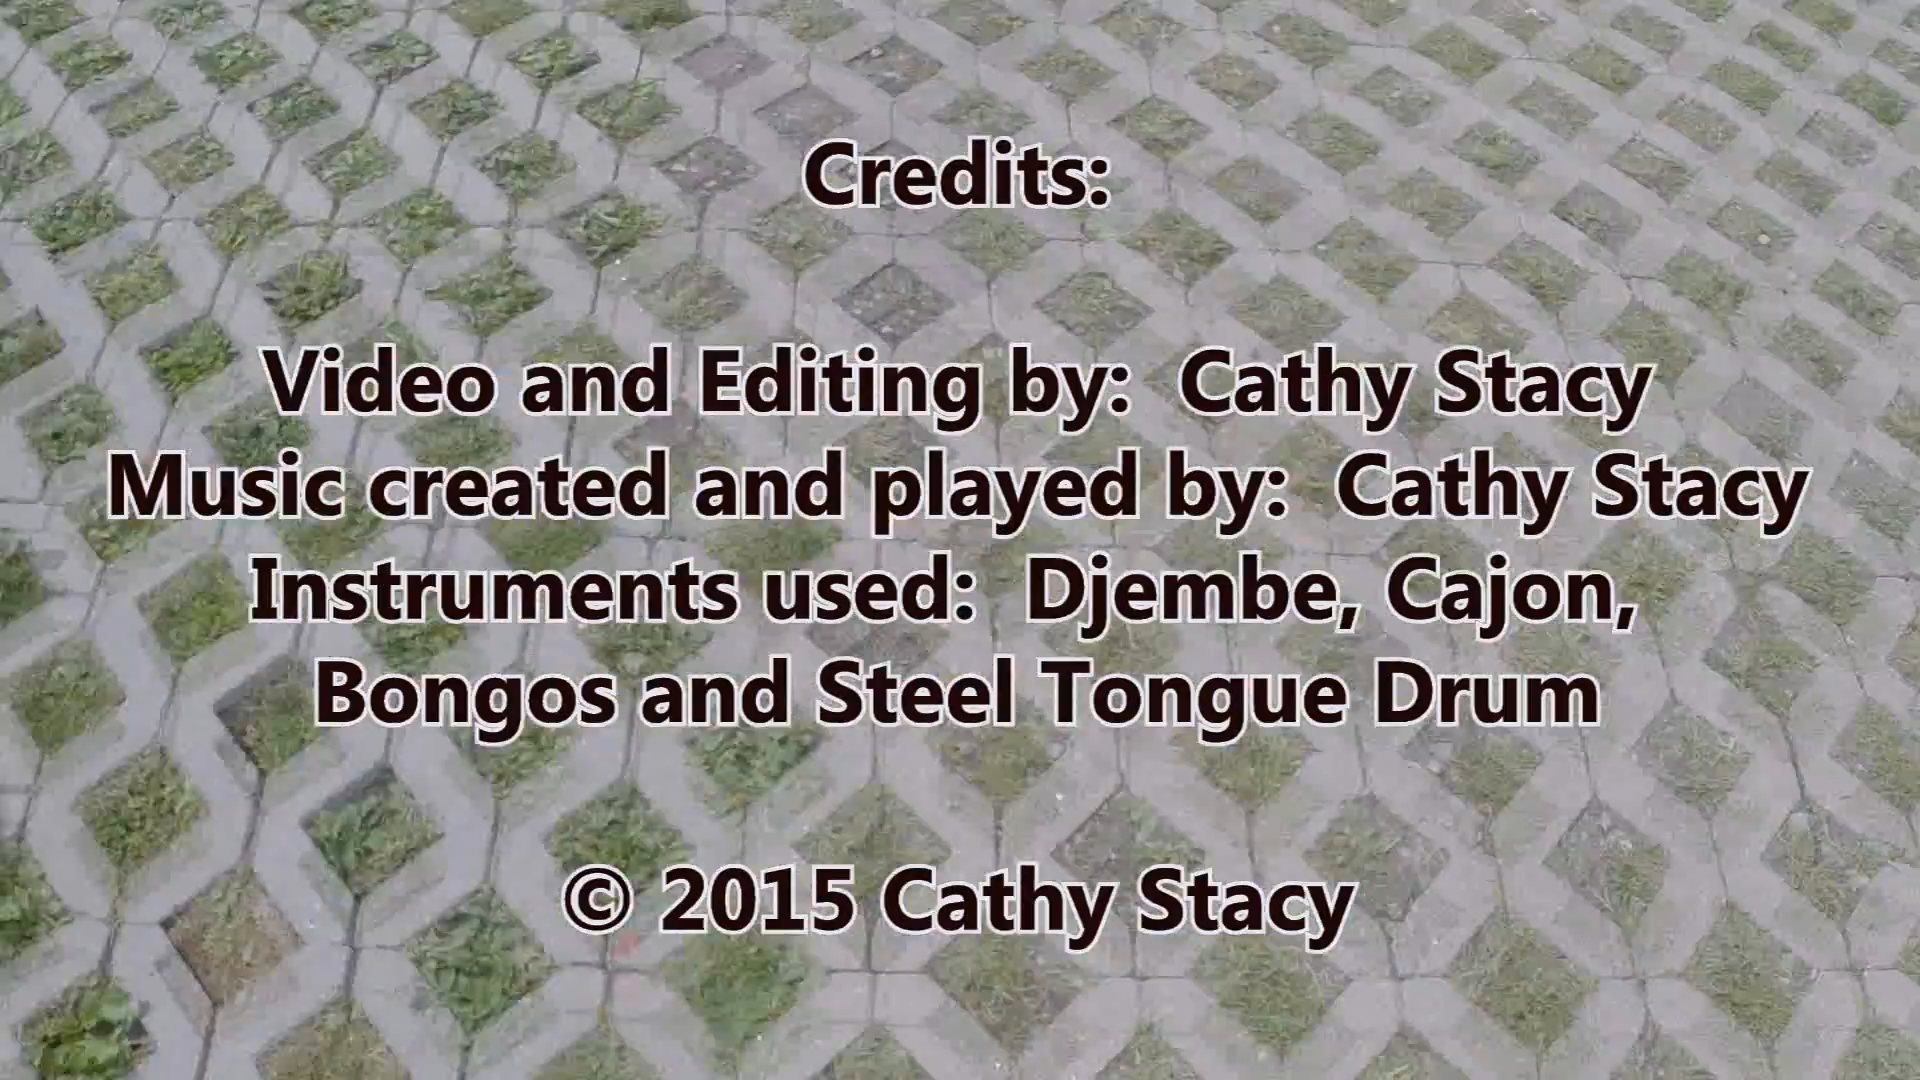 Credits:
Video and Editing by:  Cathy Stacy
Music created and played by:  Cathy Stacy
Instruments used:  Djembe, Cajon,
Bongos and Steel Tongue Drum
© 2015 Cathy Stacy